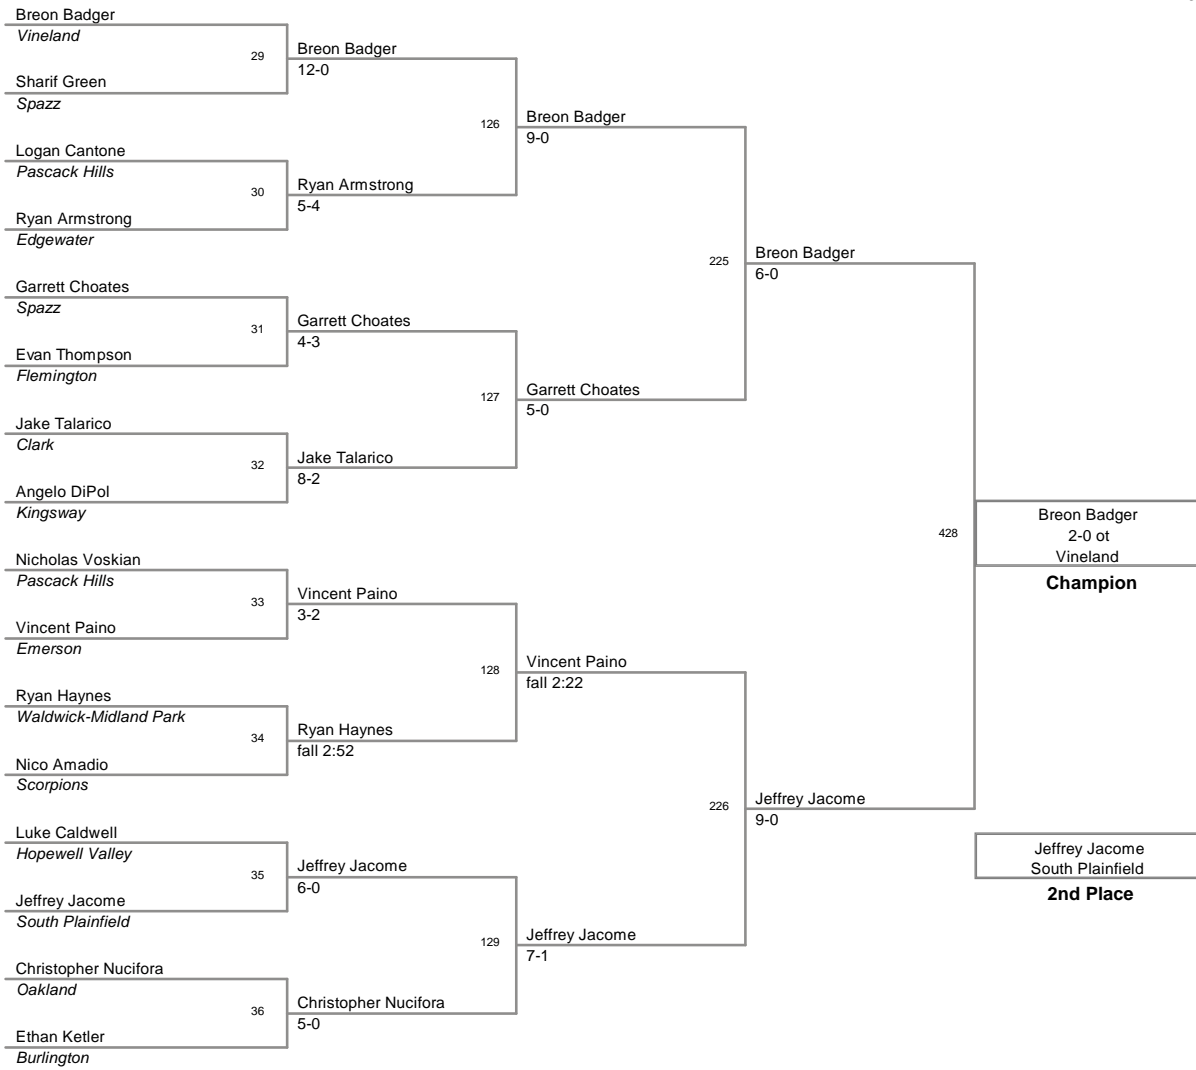 Breon Badger
Vineland
29
Sharif Green
Spazz
Breon Badger
12-0
Logan Cantone
Pascack Hills
30
Ryan Armstrong
Edgewater
Ryan Armstrong
5-4
126
Breon Badger
9-0
Garrett Choates
Spazz
31
Evan Thompson
Flemington
Garrett Choates
4-3
Jake Talarico
Clark
32
Angelo DiPol
Kingsway
Jake Talarico
8-2
127
Garrett Choates
5-0
225
Breon Badger
6-0
Nicholas Voskian
Pascack Hills
33
Vincent Paino
Emerson
Vincent Paino
3-2
Ryan Haynes
Waldwick-Midland Park
34
Nico Amadio
Scorpions
Ryan Haynes
fall 2:52
128
Vincent Paino
fall 2:22
Luke Caldwell
Hopewell Valley
35
Jeffrey Jacome
South Plainfield
Jeffrey Jacome
6-0
Christopher Nucifora
Oakland
36
Ethan Ketler
Burlington
Christopher Nucifora
5-0
129
Jeffrey Jacome
7-1
226
Jeffrey Jacome
9-0
428
Breon Badger
2-0 ot
Vineland
Champion
Jeffrey Jacome
South Plainfield
2nd Place